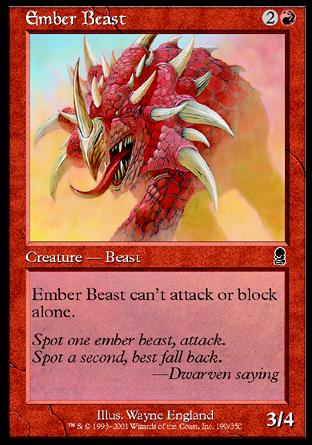 Ember Beast 2
Creature — Beast
Ember Beast can't attack or block
alone.
Spot one ember beast, attack.
Spot a second, best fall back.
—Dwarven saying
Illus. Wayne England
™ & © 1993–2001 Wizards of the Coast, Inc. 190/350
3/4